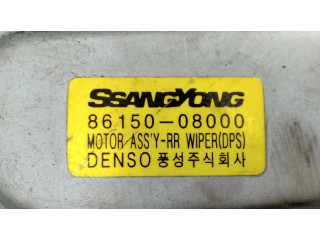 SSANGYONG
86150-08000
MOTOR ASS'Y-RR WIPER(DPS)
DENSO 풍성주식회사